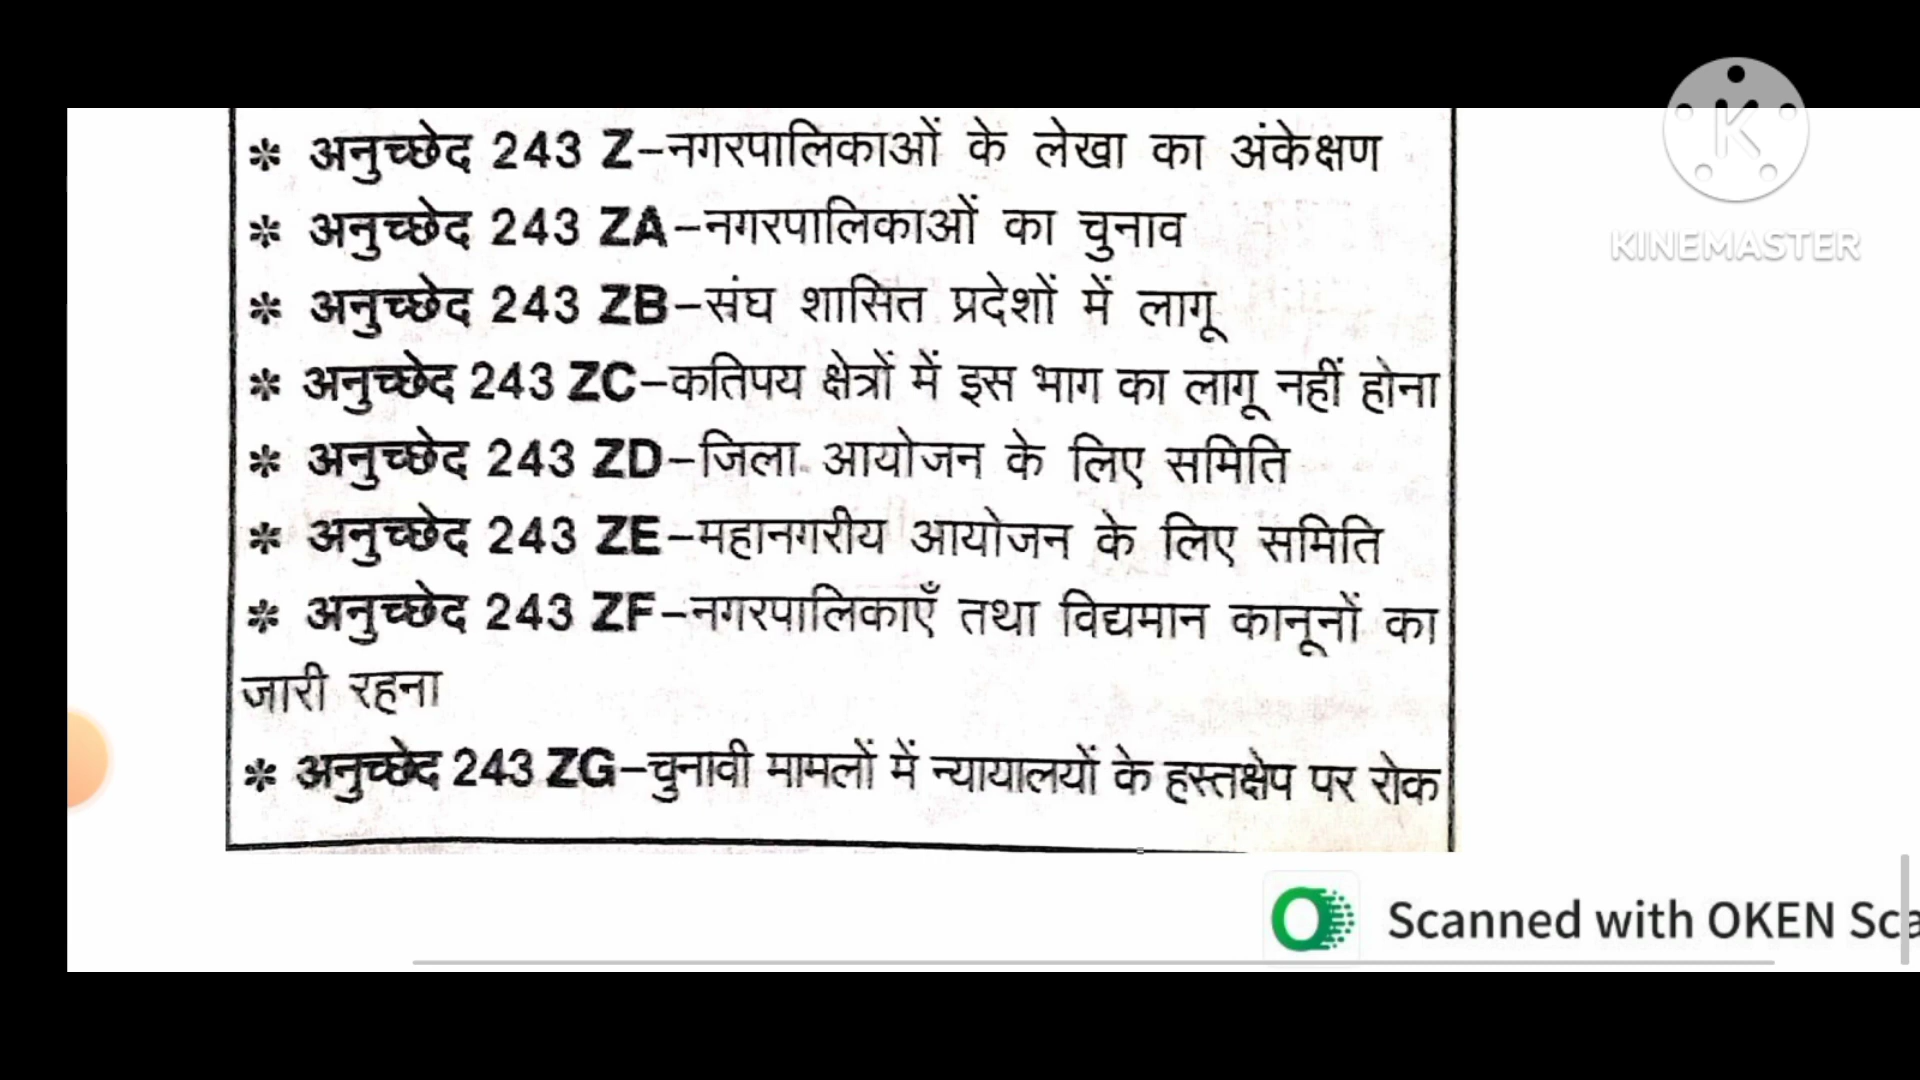 * अनुच्छेद 243 Z–नगरपालिकाओं के लेखा का अंकेक्षण
* अनुच्छेद 243 ZA–नगरपालिकाओं का चुनाव
* अनुच्छेद 243 ZB–संघ शासित प्रदेशों में लागू
* अनुच्छेद 243 ZC–कतिपय क्षेत्रों में इस भाग का लागू नहीं होना
* अनुच्छेद 243 ZD–जिला आयोजन के लिए समिति
* अनुच्छेद 243 ZE–महानगरीय आयोजन के लिए समिति
* अनुच्छेद 243 ZF–नगरपालिकाएँ तथा विद्यमान कानूनों का
जारी रहना
* अनुच्छेद 243 ZG–चुनावी मामलों में न्यायालयों के हस्तक्षेप पर रोक
K
KINEMASTER
Scanned with OKEN Sca